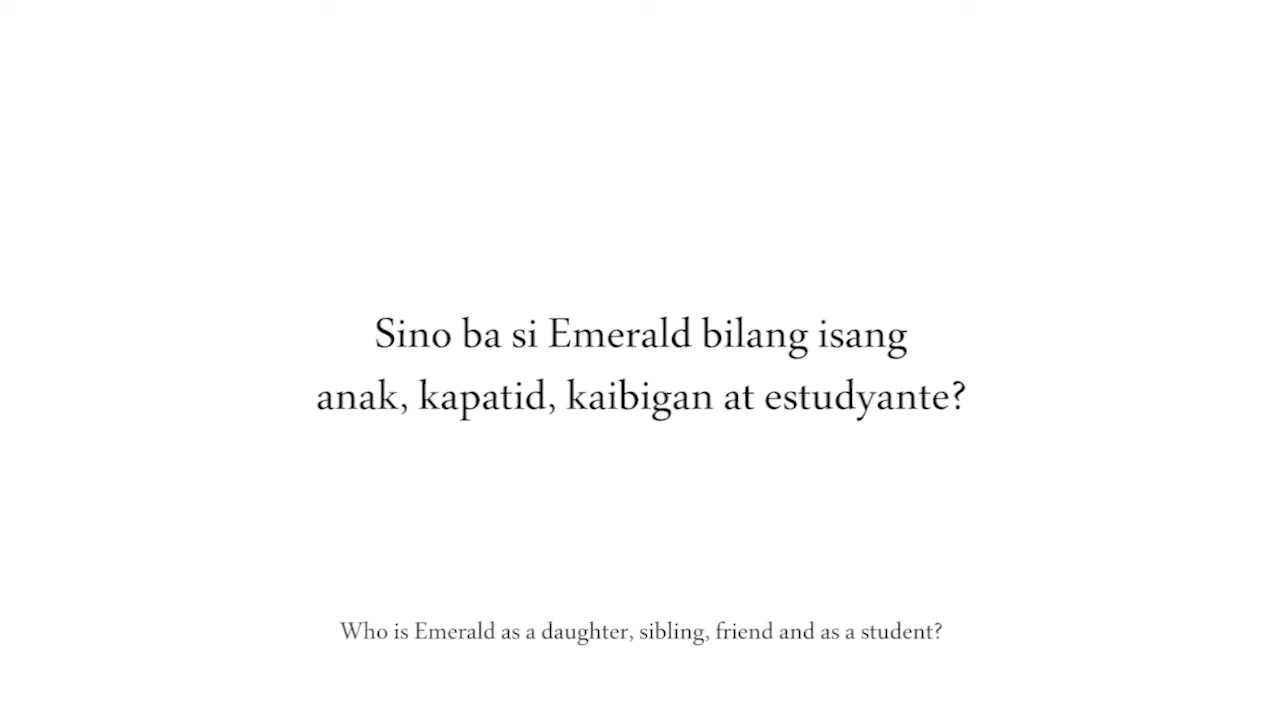 Sino ba si Emerald bilang isang
anak, kapatid, kaibigan at estudyante?
Who is Emerald as a daughter, sibling, friend and as a student?